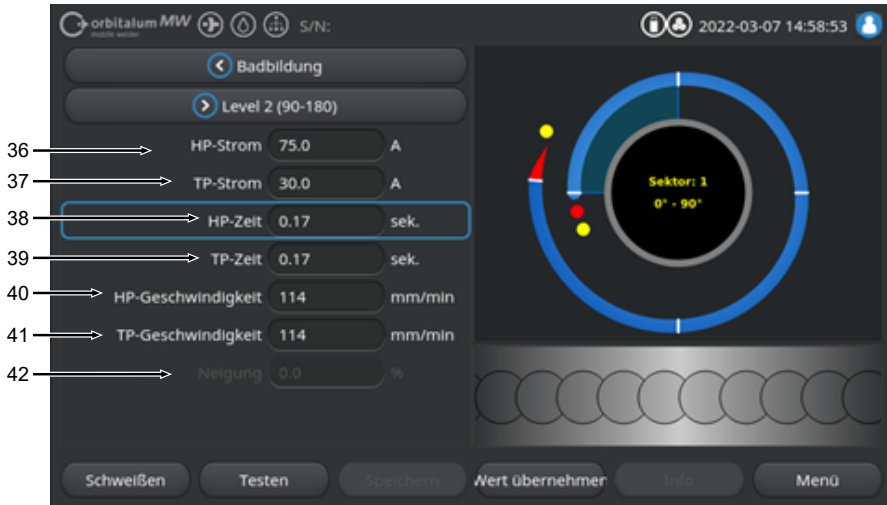 orbitalum MW S/N: 2022-03-07 14:58:53
mobile welder
Badbildung
Level 2 (90-180)
36 HP-Strom 75.0 A
37 TP-Strom 30.0 A
38 HP-Zeit 0.17 sek.
39 TP-Zeit 0.17 sek.
40 HP-Geschwindigkeit 114 mm/min
41 TP-Geschwindigkeit 114 mm/min
42 Neigung 0.0 %
Sektor: 1
0° - 90°
Schweißen Testen Speichern Wert übernehmen Info Menü